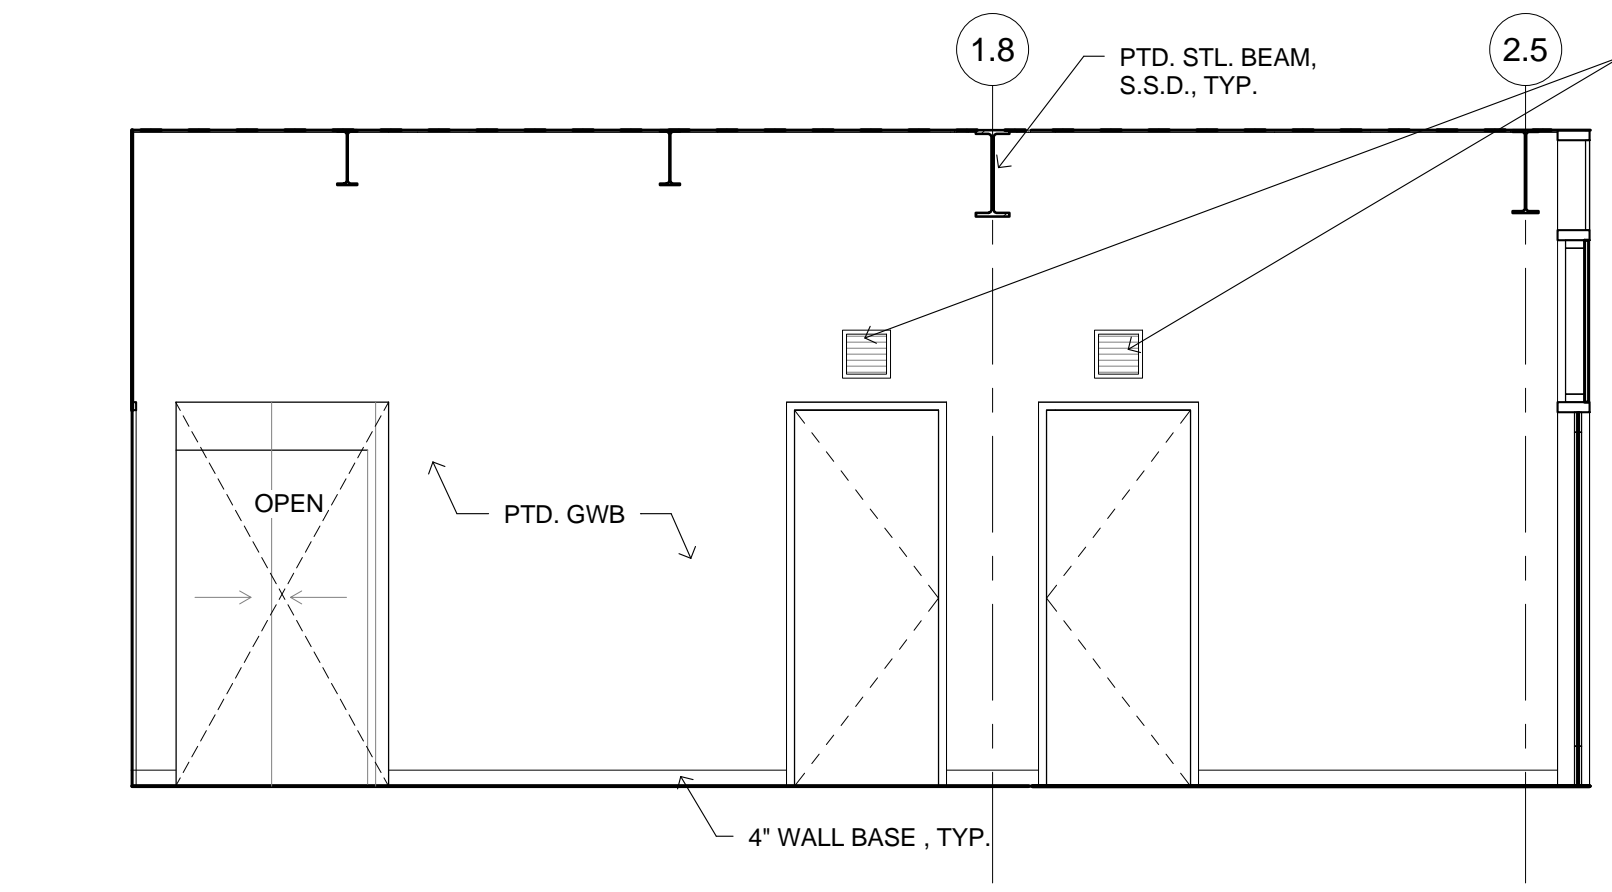 1.8
2.5
PTD. STL. BEAM,
S.S.D., TYP.
OPEN
PTD. GWB
4" WALL BASE , TYP.